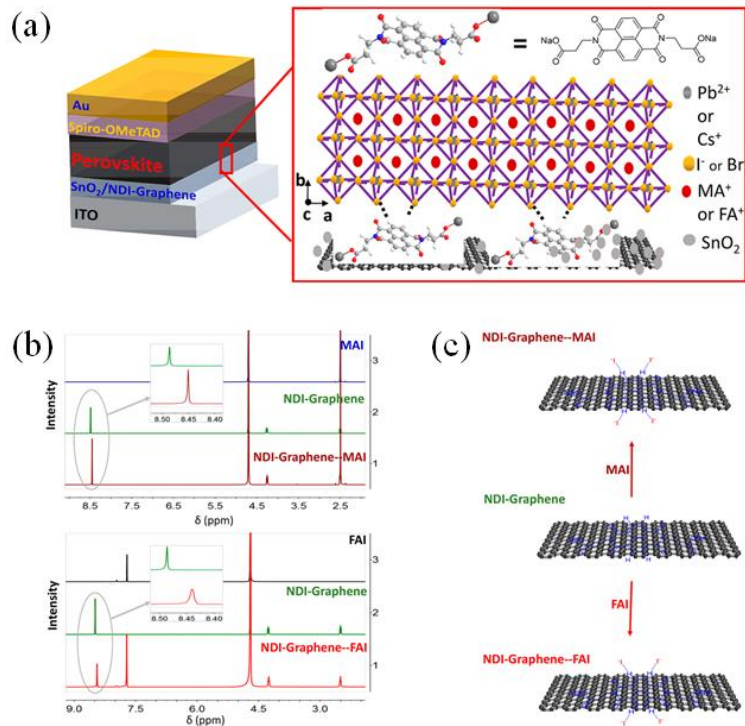 (a)
Au
Spiro-OMeTAD
Perovskite
SnO2/NDI-Graphene
ITO
NaO
O
O
N
N
O
O
O
O
ONa
=
b
c
a
Pb2+
or
Cs+
I- or Br-
MA+
or FA+
SnO2
(b)
Intensity
MAI
NDI-Graphene
NDI-Graphene--MAI
8.50 8.45 8.40
3
2
1
8.5 7.5 6.5 5.5 4.5 3.5 2.5
δ (ppm)
Intensity
FAI
NDI-Graphene
NDI-Graphene--FAI
8.50 8.45 8.40
3
2
1
9.0 7.5 6.0 4.5 3.0
δ (ppm)
(c)
NDI-Graphene--MAI
MAI
NDI-Graphene
FAI
NDI-Graphene--FAI